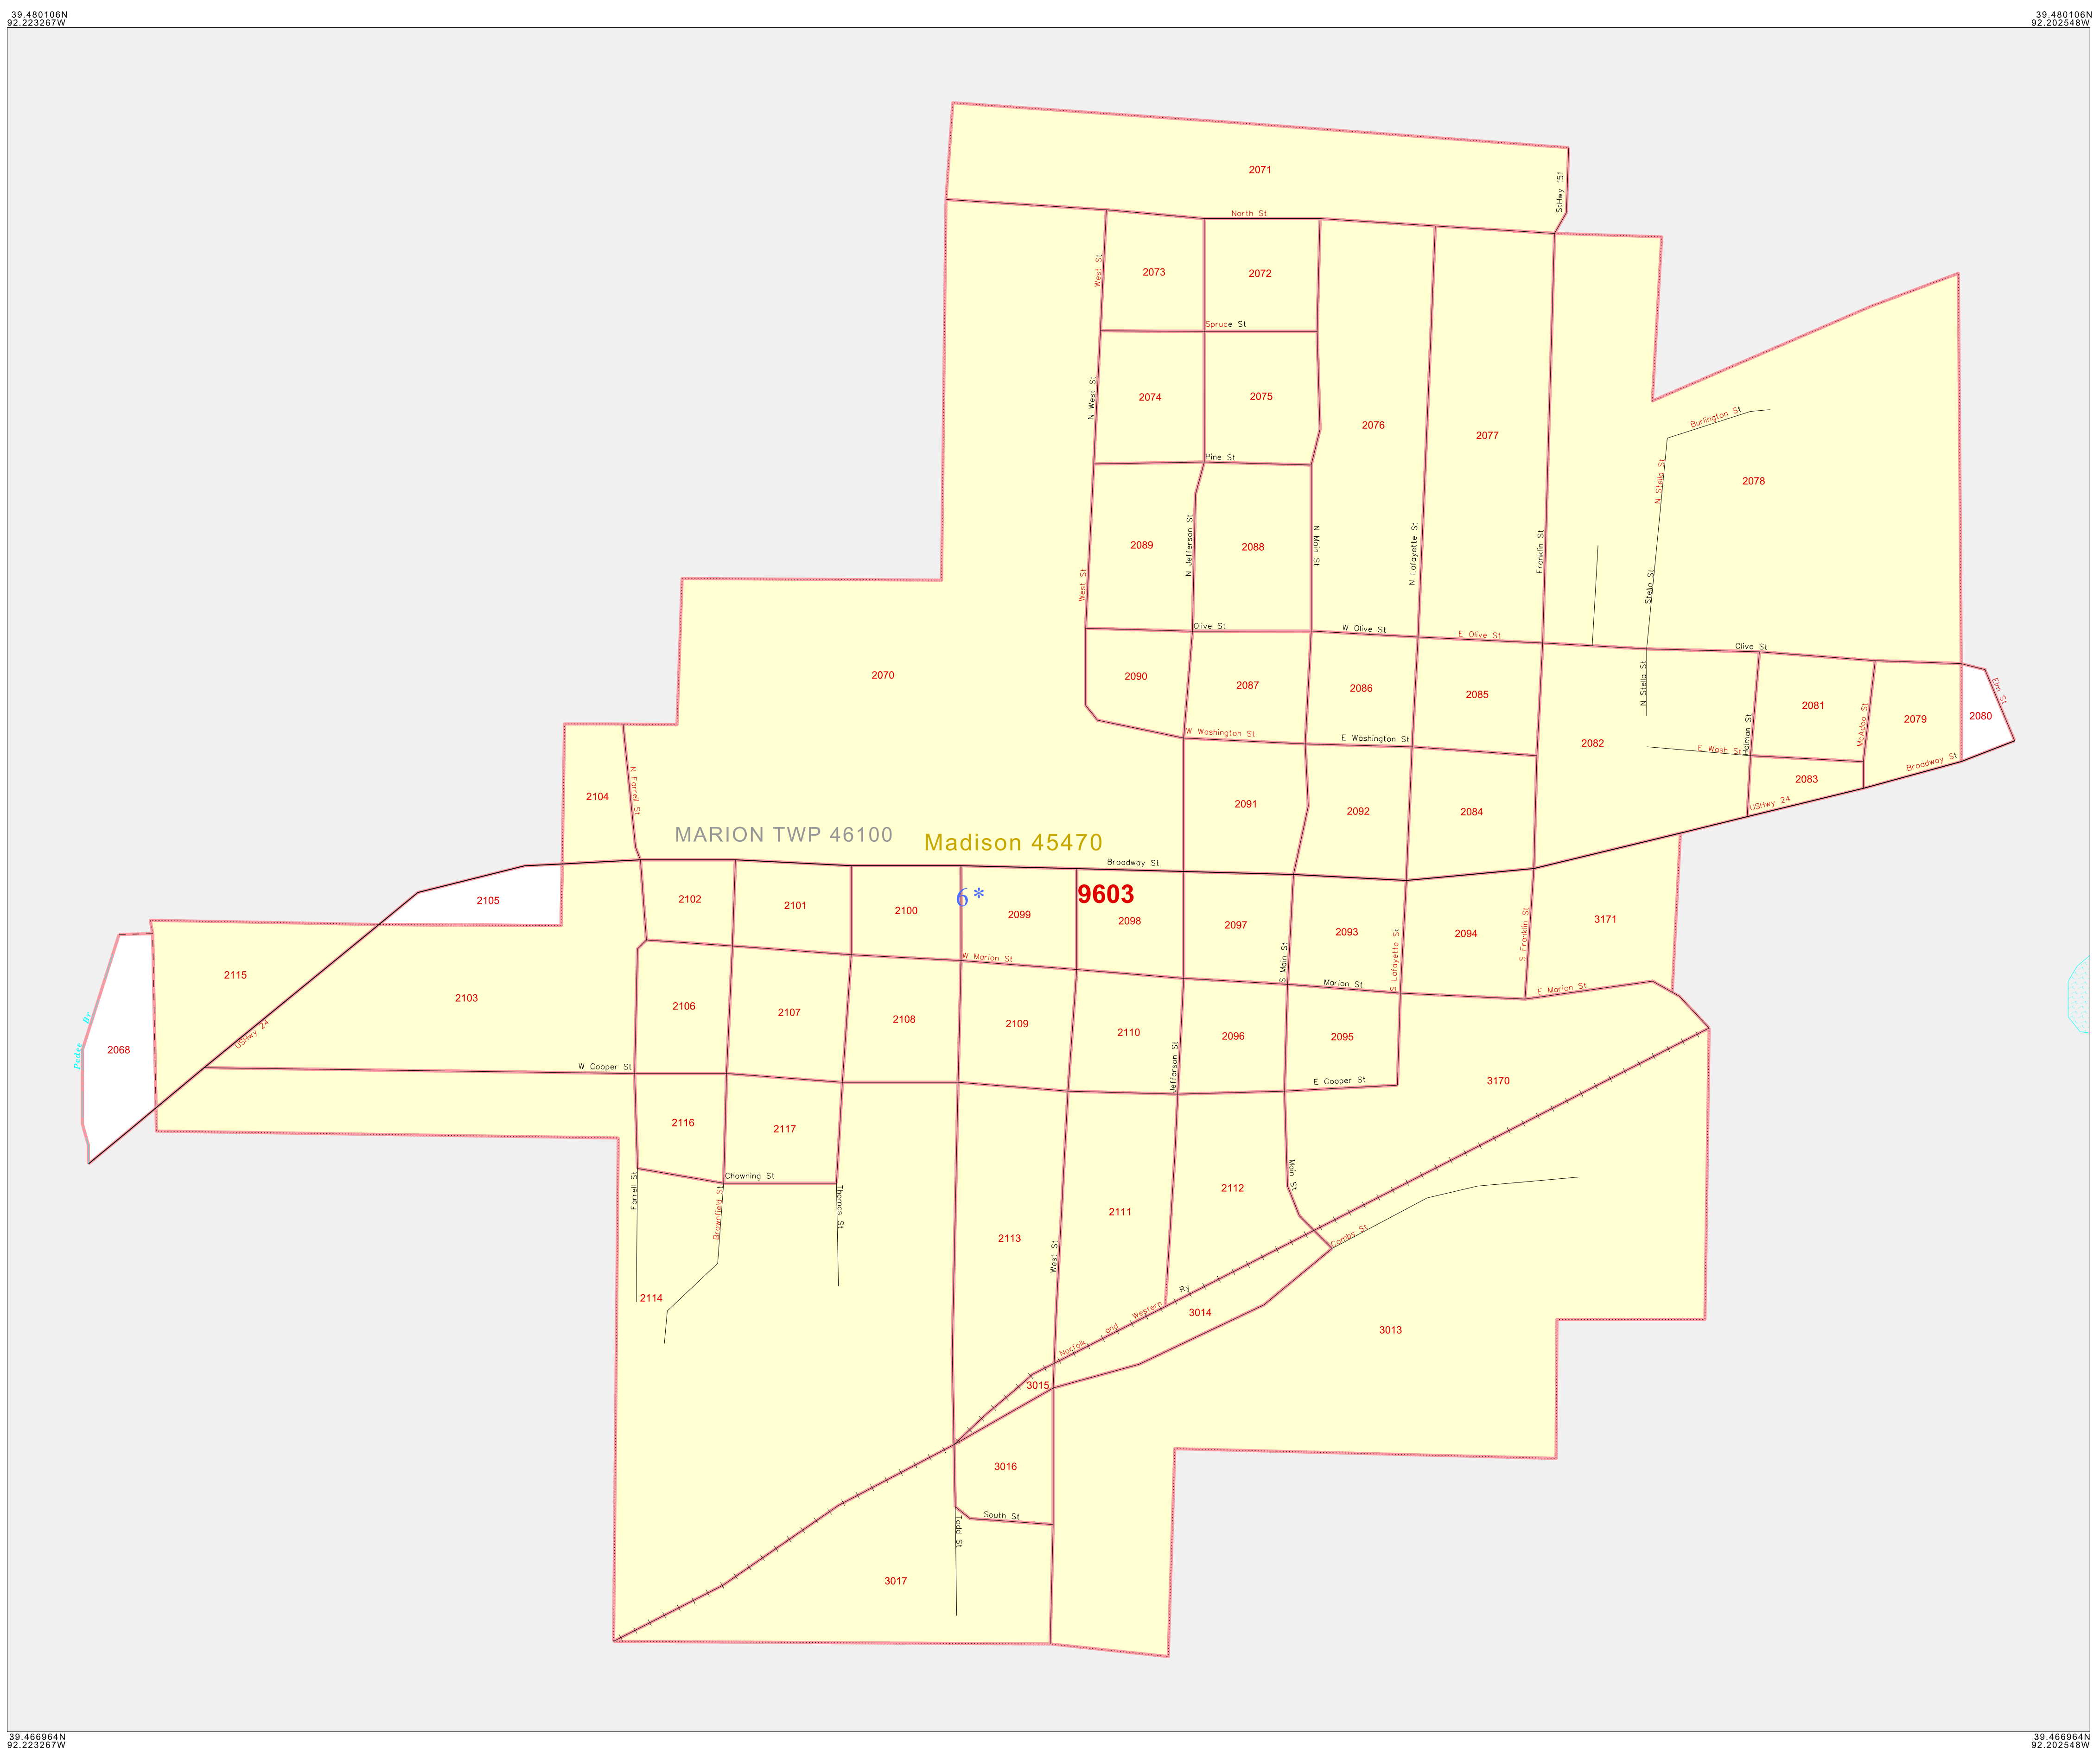 39.480106N
92.223267W
39.480106N
92.202548W
2071
StHwy 151
North St
West St
2073
2072
Spruce St
N West St
2074
2075
2076
2077
Burlington St
Pine St
N Stella St
2078
N Jefferson St
N Main St
N Lafayette St
Franklin St
2089
2088
West St
Stella St
Olive St
W Olive St
E Olive St
Olive St
2070
2090
2087
2086
2085
N Stella St
2081
McAdoo St
2079
2080
Elm St
W Washington St
E Washington St
2082
E Wash St
Holman St
2083
Broadway St
USHwy 24
N Farrell St
2104
2091
2092
2084
MARION TWP 46100
Madison 45470
Broadway St
9603
6*
2105
2102
2101
2100
2099
2098
2097
2093
2094
3171
S Main St
S Lafayette St
S Franklin St
W Marion St
Marion St
E Marion St
2115
2103
2106
2107
2108
2109
2110
2096
2095
Br
Pedee
2068
USHwy 24
W Cooper St
Jefferson St
E Cooper St
3170
2116
2117
Chowning St
Farrell St
Brownfield St
Thomas St
2113
West St
2111
2112
Main St
Combs St
2114
Norfolk and Western Ry
3014
3013
3015
3016
South St
Todd St
3017
39.466964N
92.223267W
39.466964N
92.202548W